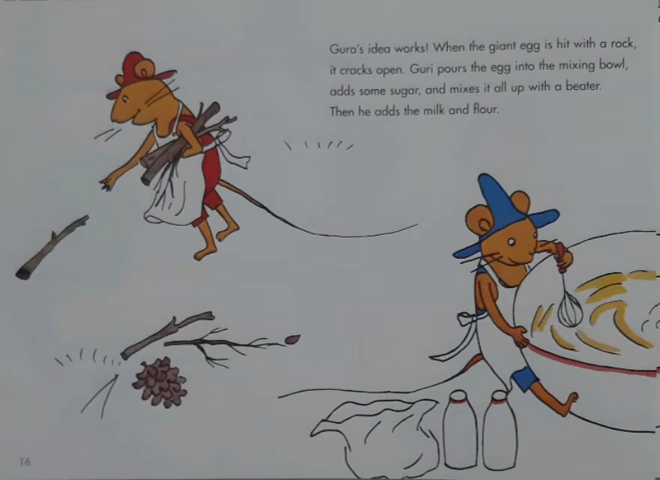 Gura's idea works! When the giant egg is hit with a rock,
it cracks open. Guri pours the egg into the mixing bowl,
adds some sugar, and mixes it all up with a beater.
Then he adds the milk and flour.
16